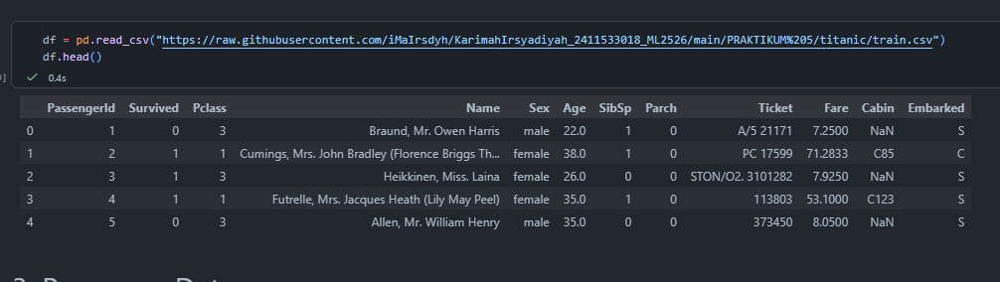 df = pd.read_csv("https://raw.githubusercontent.com/iMaIrsdyh/KarimahIrsyadiyah_2411533018_ML2526/main/PRAKTIKUM%205/titanic/train.csv")
df.head()
0.4s
PassengerId Survived Pclass Name Sex Age SibSp Parch Ticket Fare Cabin Embarked
0 1 0 3 Braund, Mr. Owen Harris male 22.0 1 0 A/5 21171 7.2500 NaN S
1 2 1 1 Cumings, Mrs. John Bradley (Florence Briggs Th... female 38.0 1 0 PC 17599 71.2833 C85 C
2 3 1 3 Heikkinen, Miss. Laina female 26.0 0 0 STON/O2. 3101282 7.9250 NaN S
3 4 1 1 Futrelle, Mrs. Jacques Heath (Lily May Peel) female 35.0 1 0 113803 53.1000 C123 S
4 5 0 3 Allen, Mr. William Henry male 35.0 0 0 373450 8.0500 NaN S